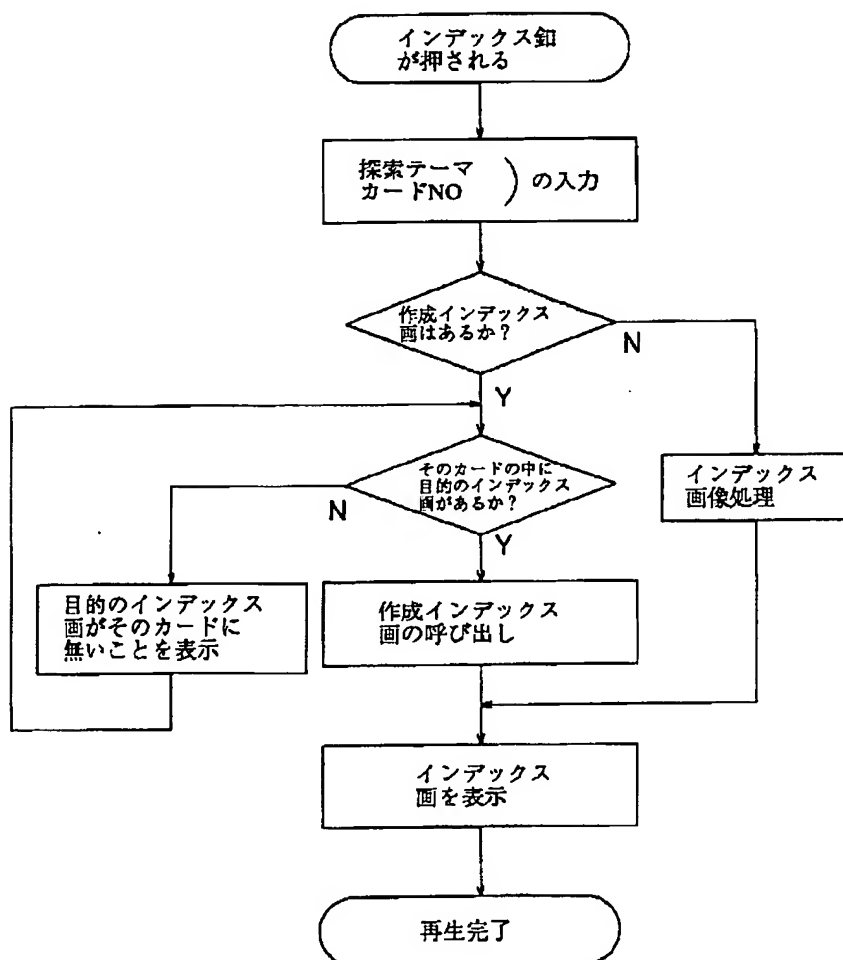 インデックス釦
が押される
探索テーマ
カードNO
)の入力
作成インデックス
画はあるか？
N
Y
そのカードの中に
目的のインデックス
画があるか？
N
Y
インデックス
画像処理
目的のインデックス
画がそのカードに
無いことを表示
作成インデックス
画の呼び出し
インデックス
画を表示
再生完了